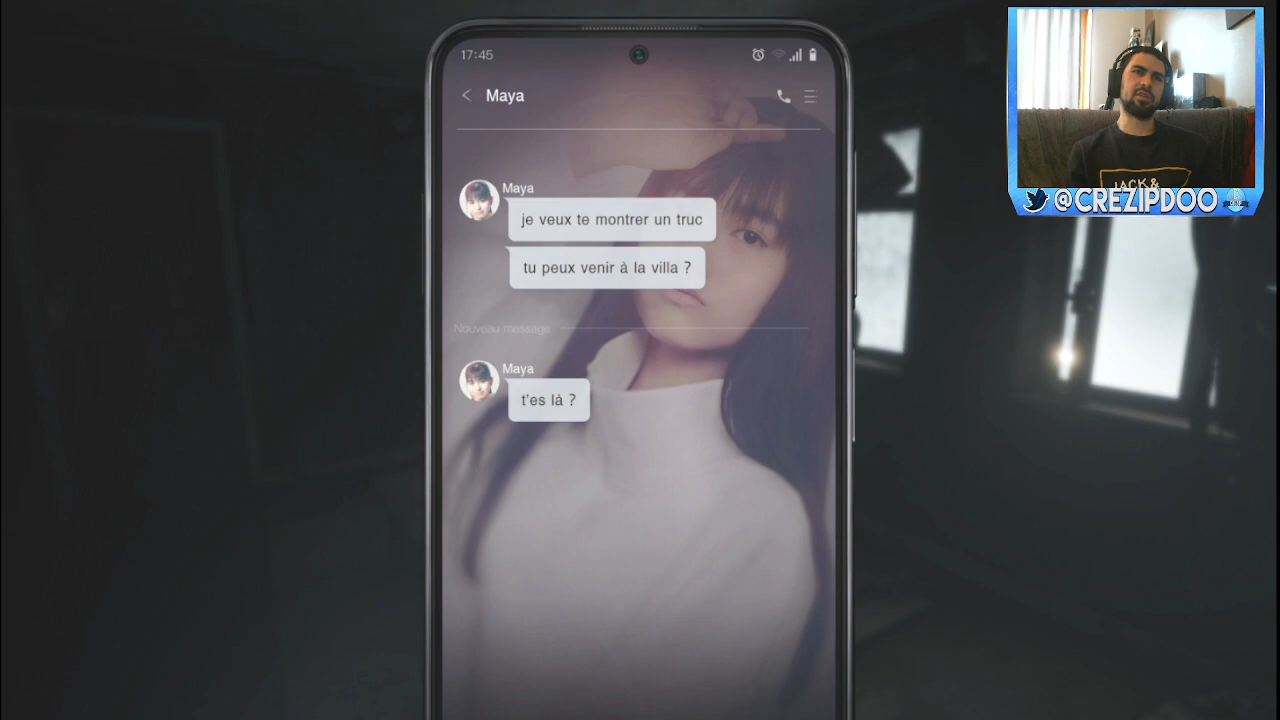 17:45
Maya
Maya
je veux te montrer un truc
tu peux venir à la villa ?
Nouveau message
Maya
t'es là ?
JACK &
@CREZIPDOO